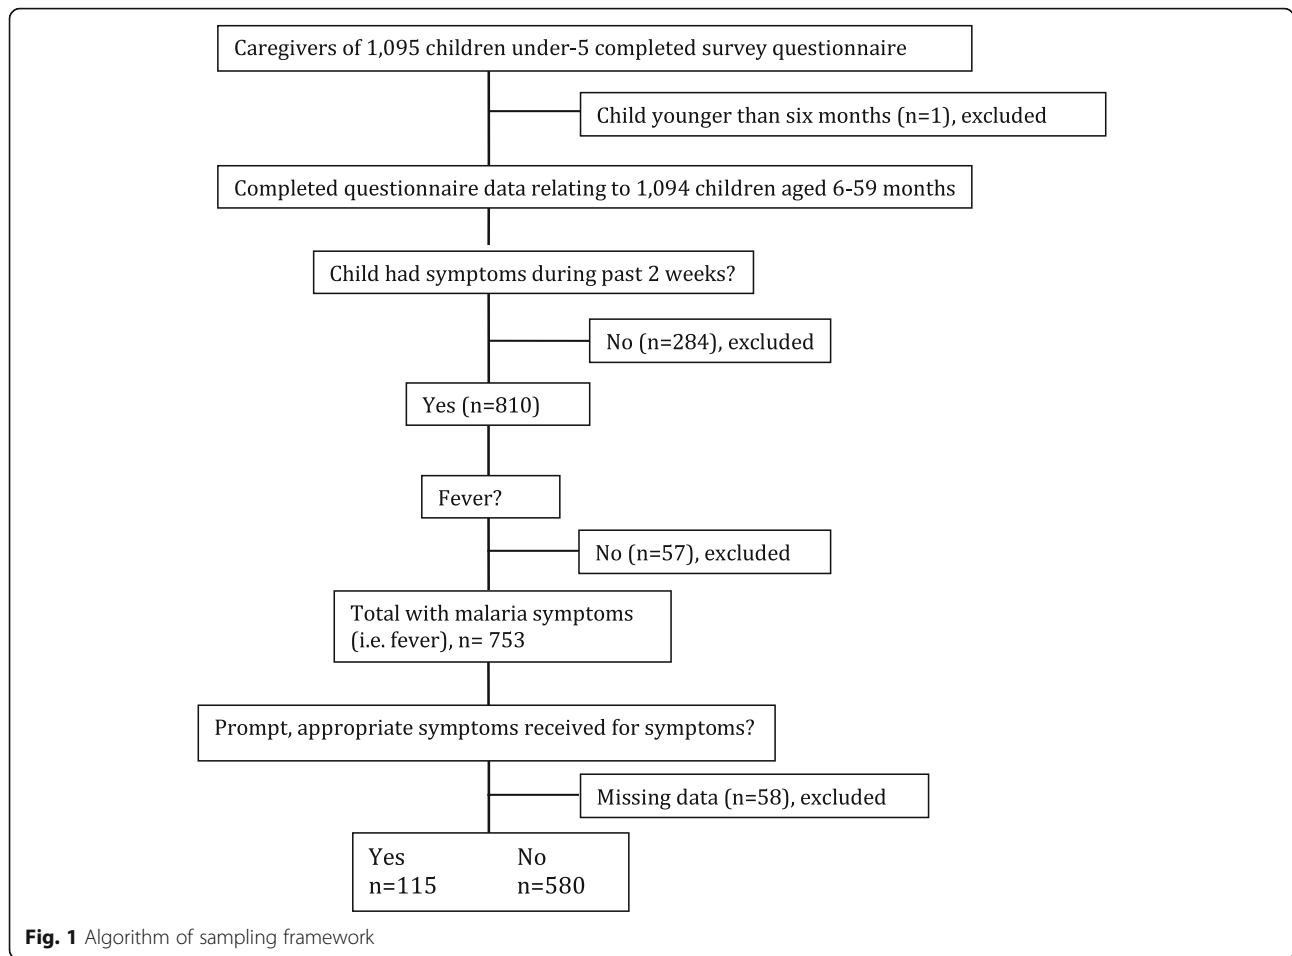 Caregivers of 1,095 children under-5 completed survey questionnaire
Child younger than six months (n=1), excluded
Completed questionnaire data relating to 1,094 children aged 6-59 months
Child had symptoms during past 2 weeks?
No (n=284), excluded
Yes (n=810)
Fever?
No (n=57), excluded
Total with malaria symptoms
(i.e. fever), n= 753
Prompt, appropriate symptoms received for symptoms?
Missing data (n=58), excluded
Yes No
n=115 n=580
Fig. 1 Algorithm of sampling framework